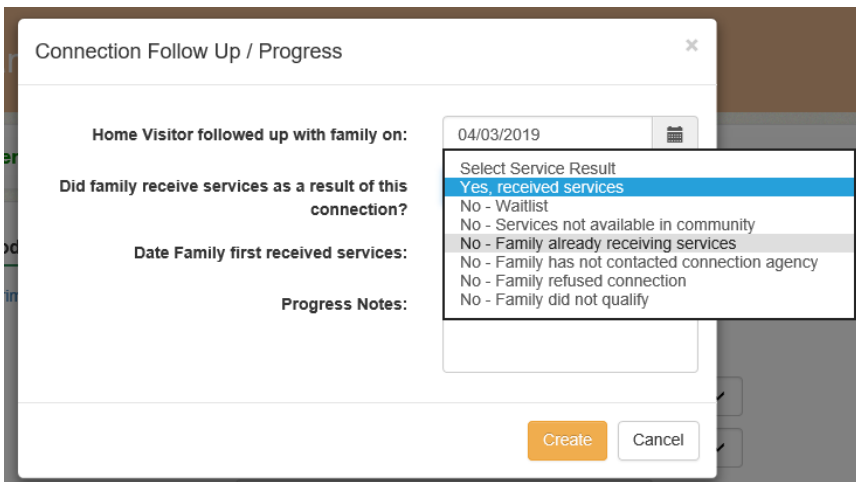 Connection Follow Up / Progress
×
Home Visitor followed up with family on:
04/03/2019
Did family receive services as a result of this
connection?
Select Service Result
Yes, received services
No - Waitlist
No - Services not available in community
No - Family already receiving services
No - Family has not contacted connection agency
No - Family refused connection
No - Family did not qualify
Date Family first received services:
Progress Notes:
Create
Cancel